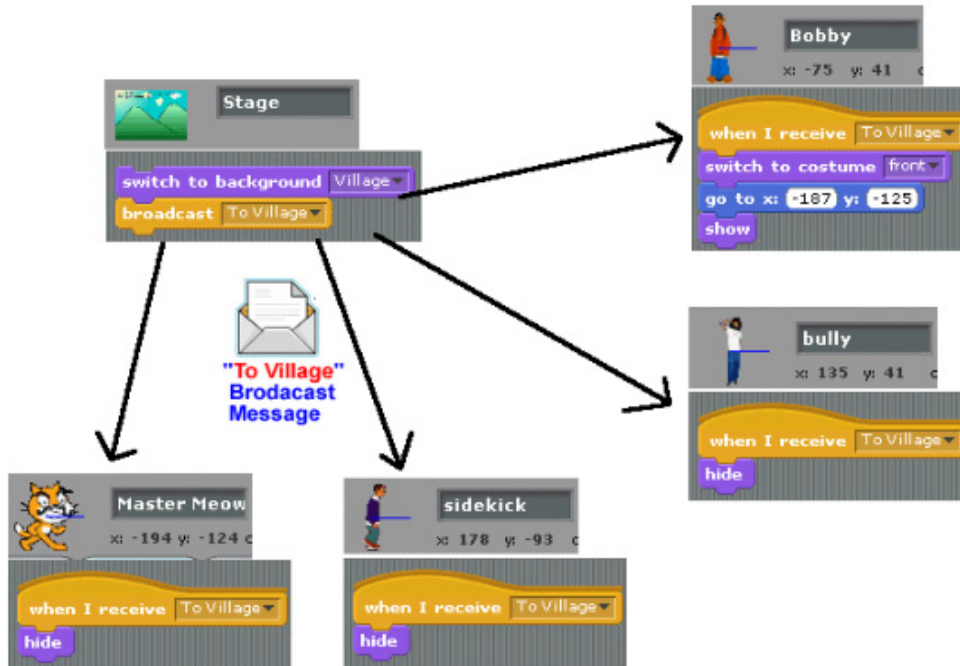 Stage
switch to background Village
broadcast To Village
"To Village"
Brodacast
Message
Bobby
x: -75 y: 41
when I receive To Village
switch to costume front
go to x: -187 y: -125
show
bully
x: 135 y: 41
when I receive To Village
hide
Master Meow
x: -194 y: -124
when I receive To Village
hide
sidekick
x: 178 y: -93
when I receive To Village
hide